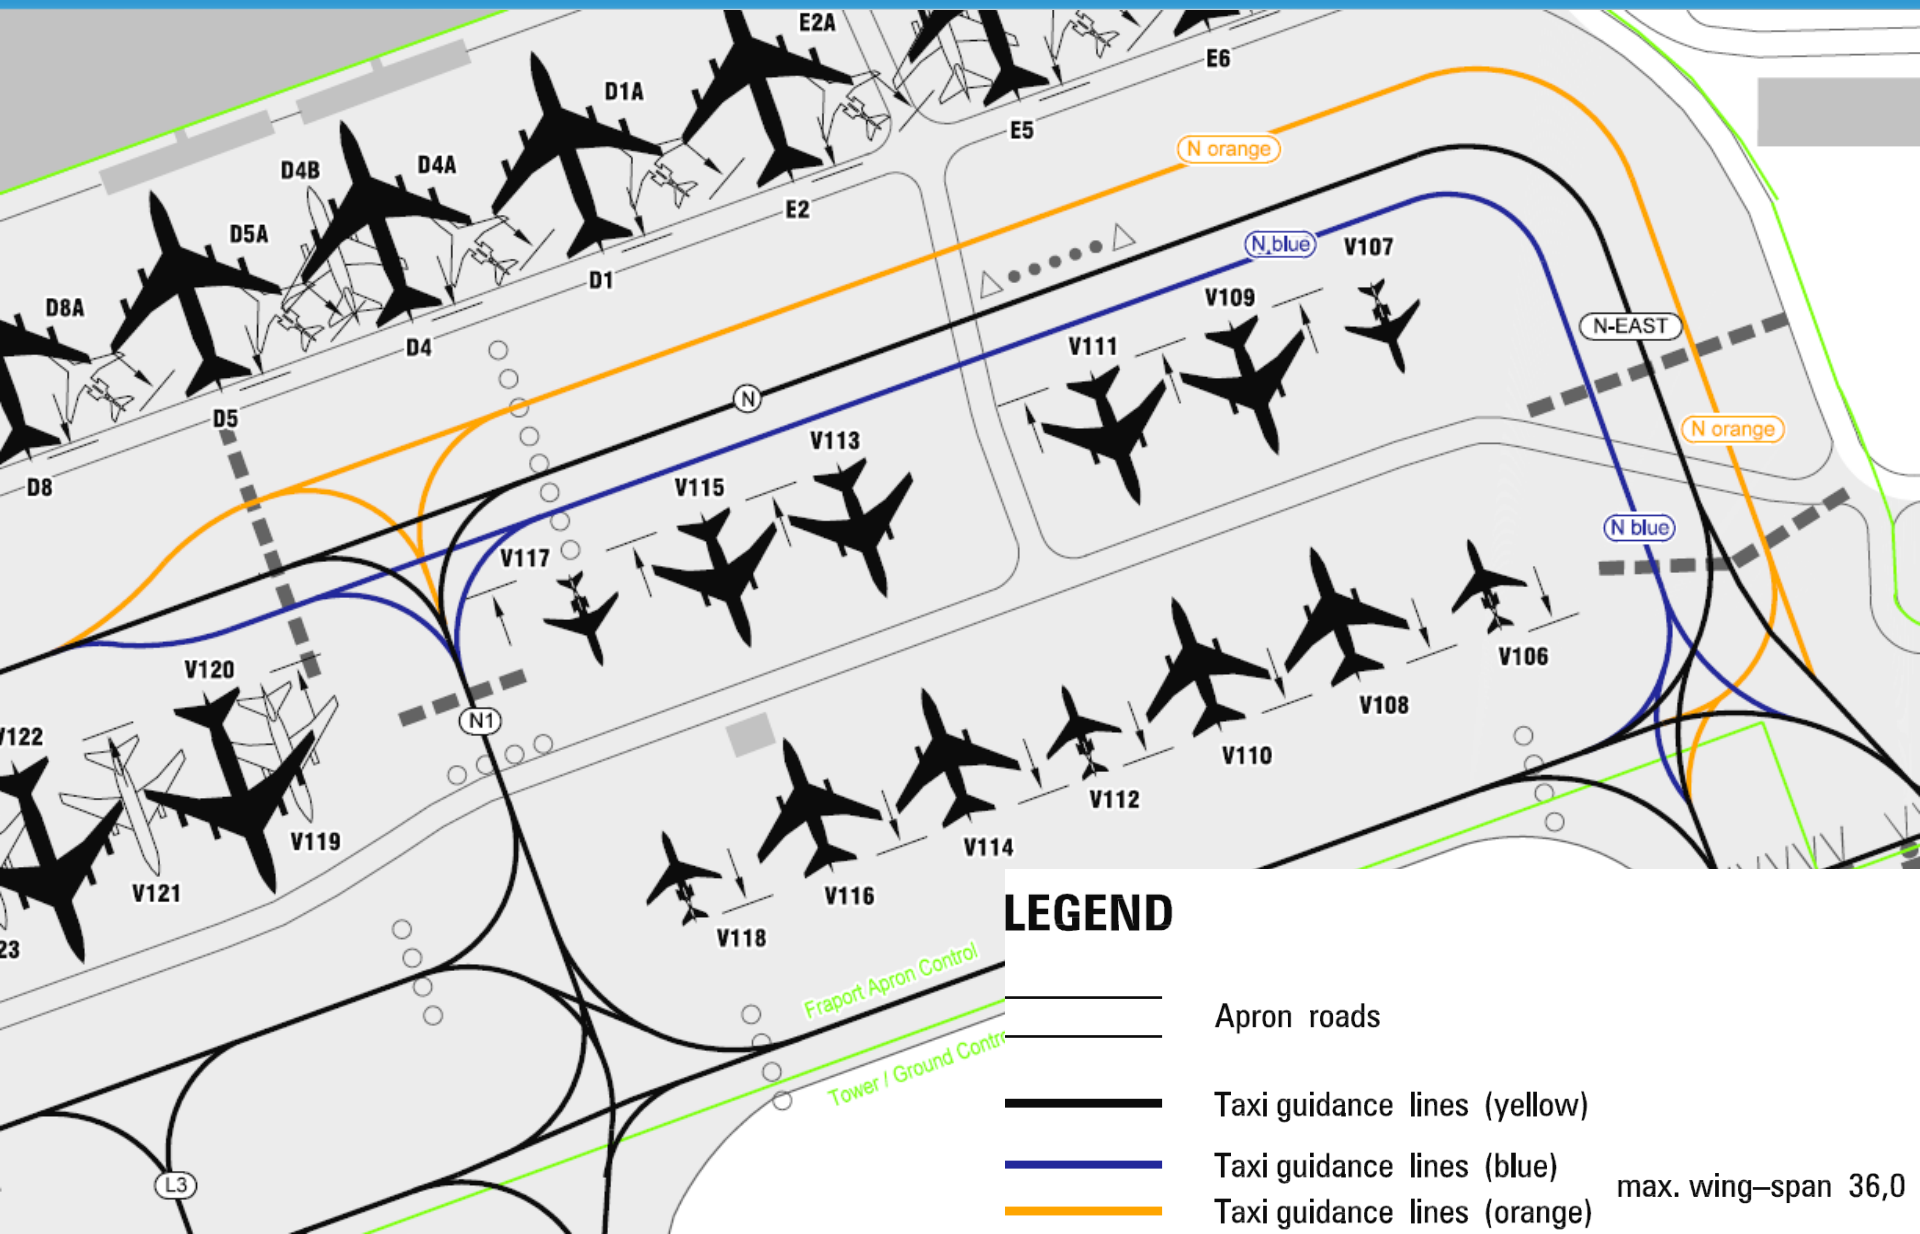 E2A
E6
D1A
E5
N orange
D4B
D4A
E2
D5A
N blue
V107
D1
V109
D8A
N-EAST
D4
V111
N
D5
N orange
V113
D8
V115
N blue
V117
V120
V106
N1
V108
V122
V110
V112
V119
V114
V121
V116
V118
23
Fraport Apron Control
Tower / Ground Contro
L3
LEGEND
Apron roads
Taxi guidance lines (yellow)
Taxi guidance lines (blue)
max. wing–span 36,0
Taxi guidance lines (orange)